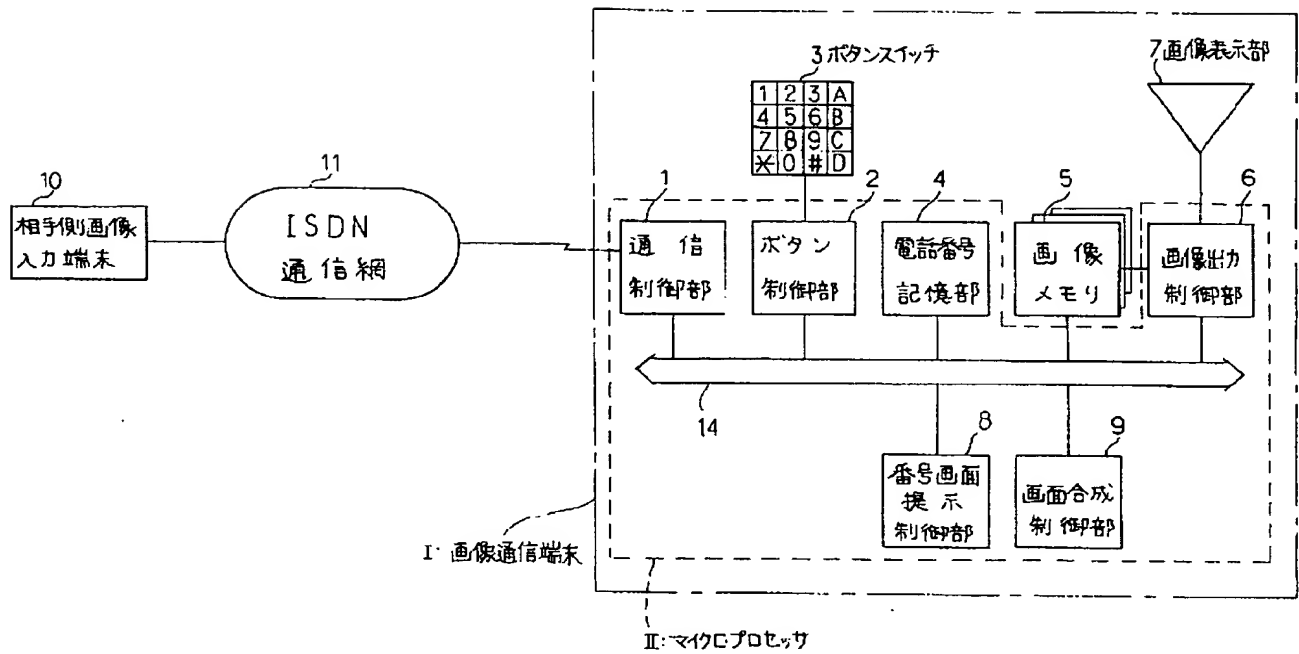 3 ボタンスイッチ
1 2 3 A
4 5 6 B
7 8 9 C
* 0 # D
7 画像表示部
10
相手側画像
入力端末
11
ISDN
通信網
1
通信
制御部
2
ボタン
制御部
4
電話番号
記憶部
5
画像
メモリ
6
画像出力
制御部
14
8
番号画面
提示
制御部
9
画面合成
制御部
I: 画像通信端末
II: マイクロプロセッサ